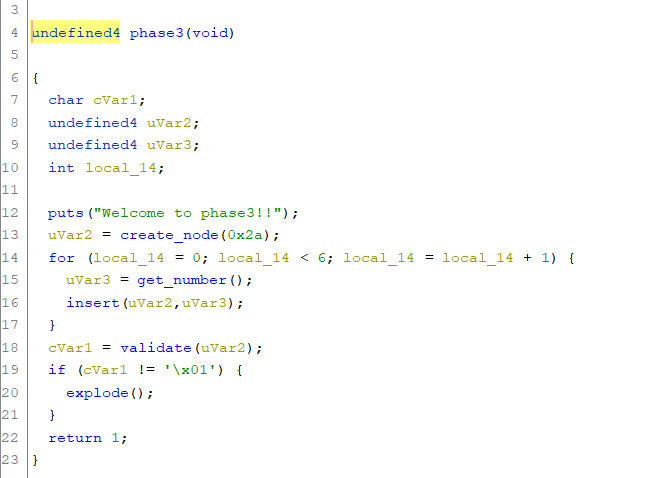 3
4 undefined4 phase3(void)
5
6 {
7 char cVar1;
8 undefined4 uVar2;
9 undefined4 uVar3;
10 int local_14;
11
12 puts("Welcome to phase3!!");
13 uVar2 = create_node(0x2a);
14 for (local_14 = 0; local_14 < 6; local_14 = local_14 + 1) {
15 uVar3 = get_number();
16 insert(uVar2,uVar3);
17 }
18 cVar1 = validate(uVar2);
19 if (cVar1 != '\x01') {
20 explode();
21 }
22 return 1;
23 }